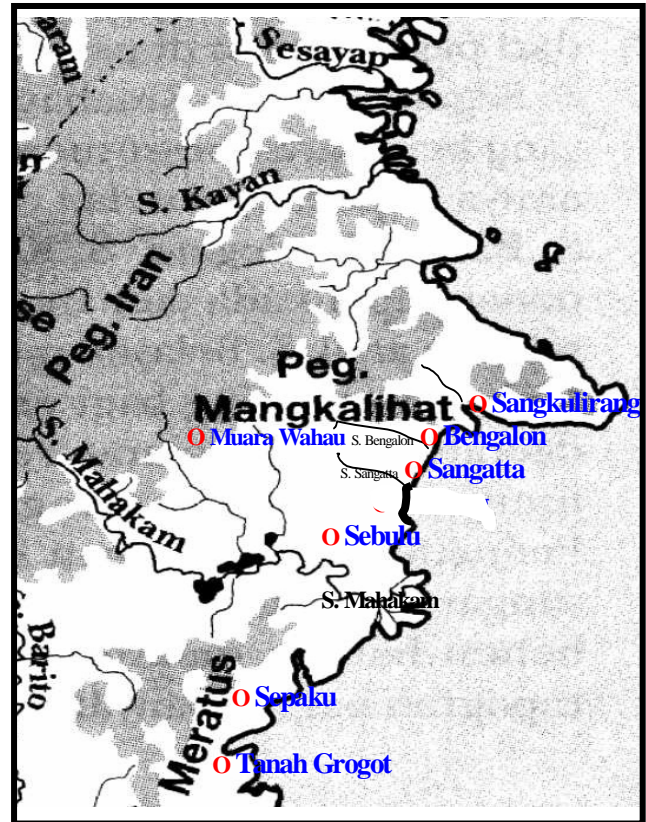 Sesayap
S. Kayan
Peg. Iran
Peg.
Mangkalihat
O Sangkulirang
O Muara Wahau
S. Bengalon
O Bengalon
S. Sangatta
O Sangatta
S. Mahakam
O Sebulu
S. Mahakam
Barito
Meratus
O Sepaku
O Tanah Grogot